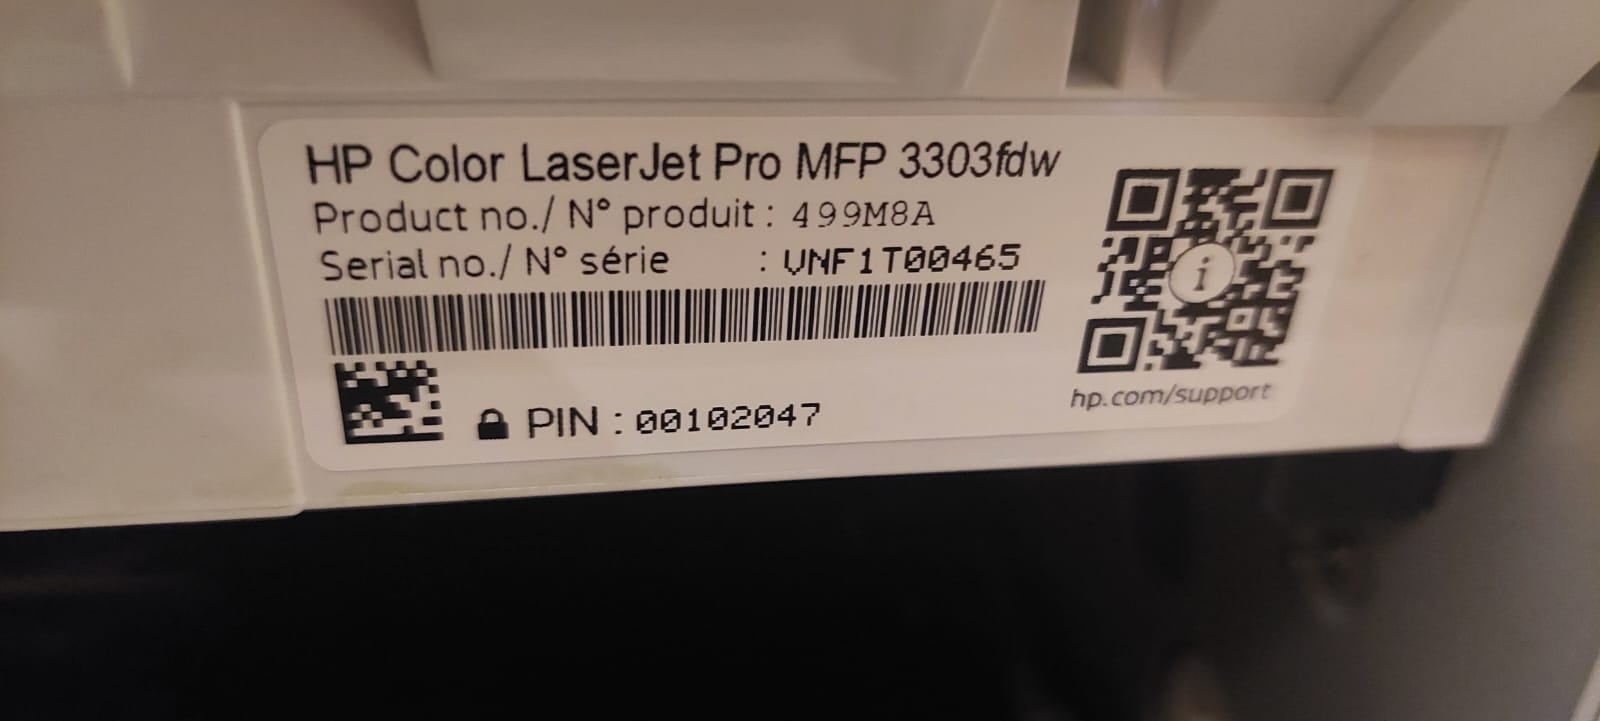 HP Color LaserJet Pro MFP 3303fdw
Product no./ N° produit : 499M8A
Serial no./ N° série : VNF1T00465
PIN : 00102047
i
hp.com/support